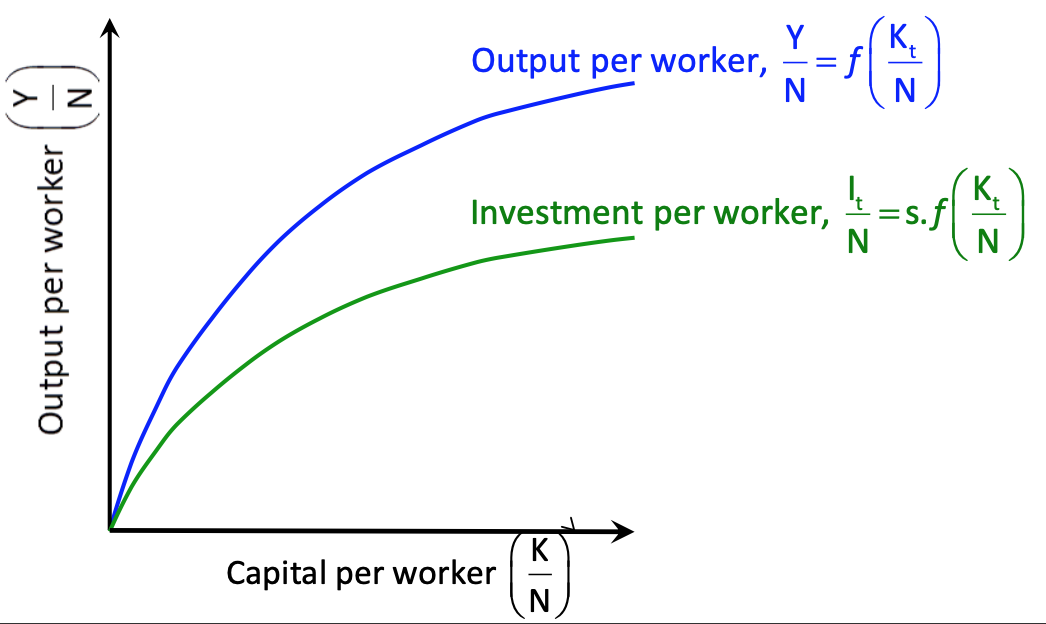 Output per worker, Y/N = f(Kₜ/N)
Output per worker (Y/N)
Investment per worker, Iₜ/N = s.f(Kₜ/N)
Capital per worker (K/N)